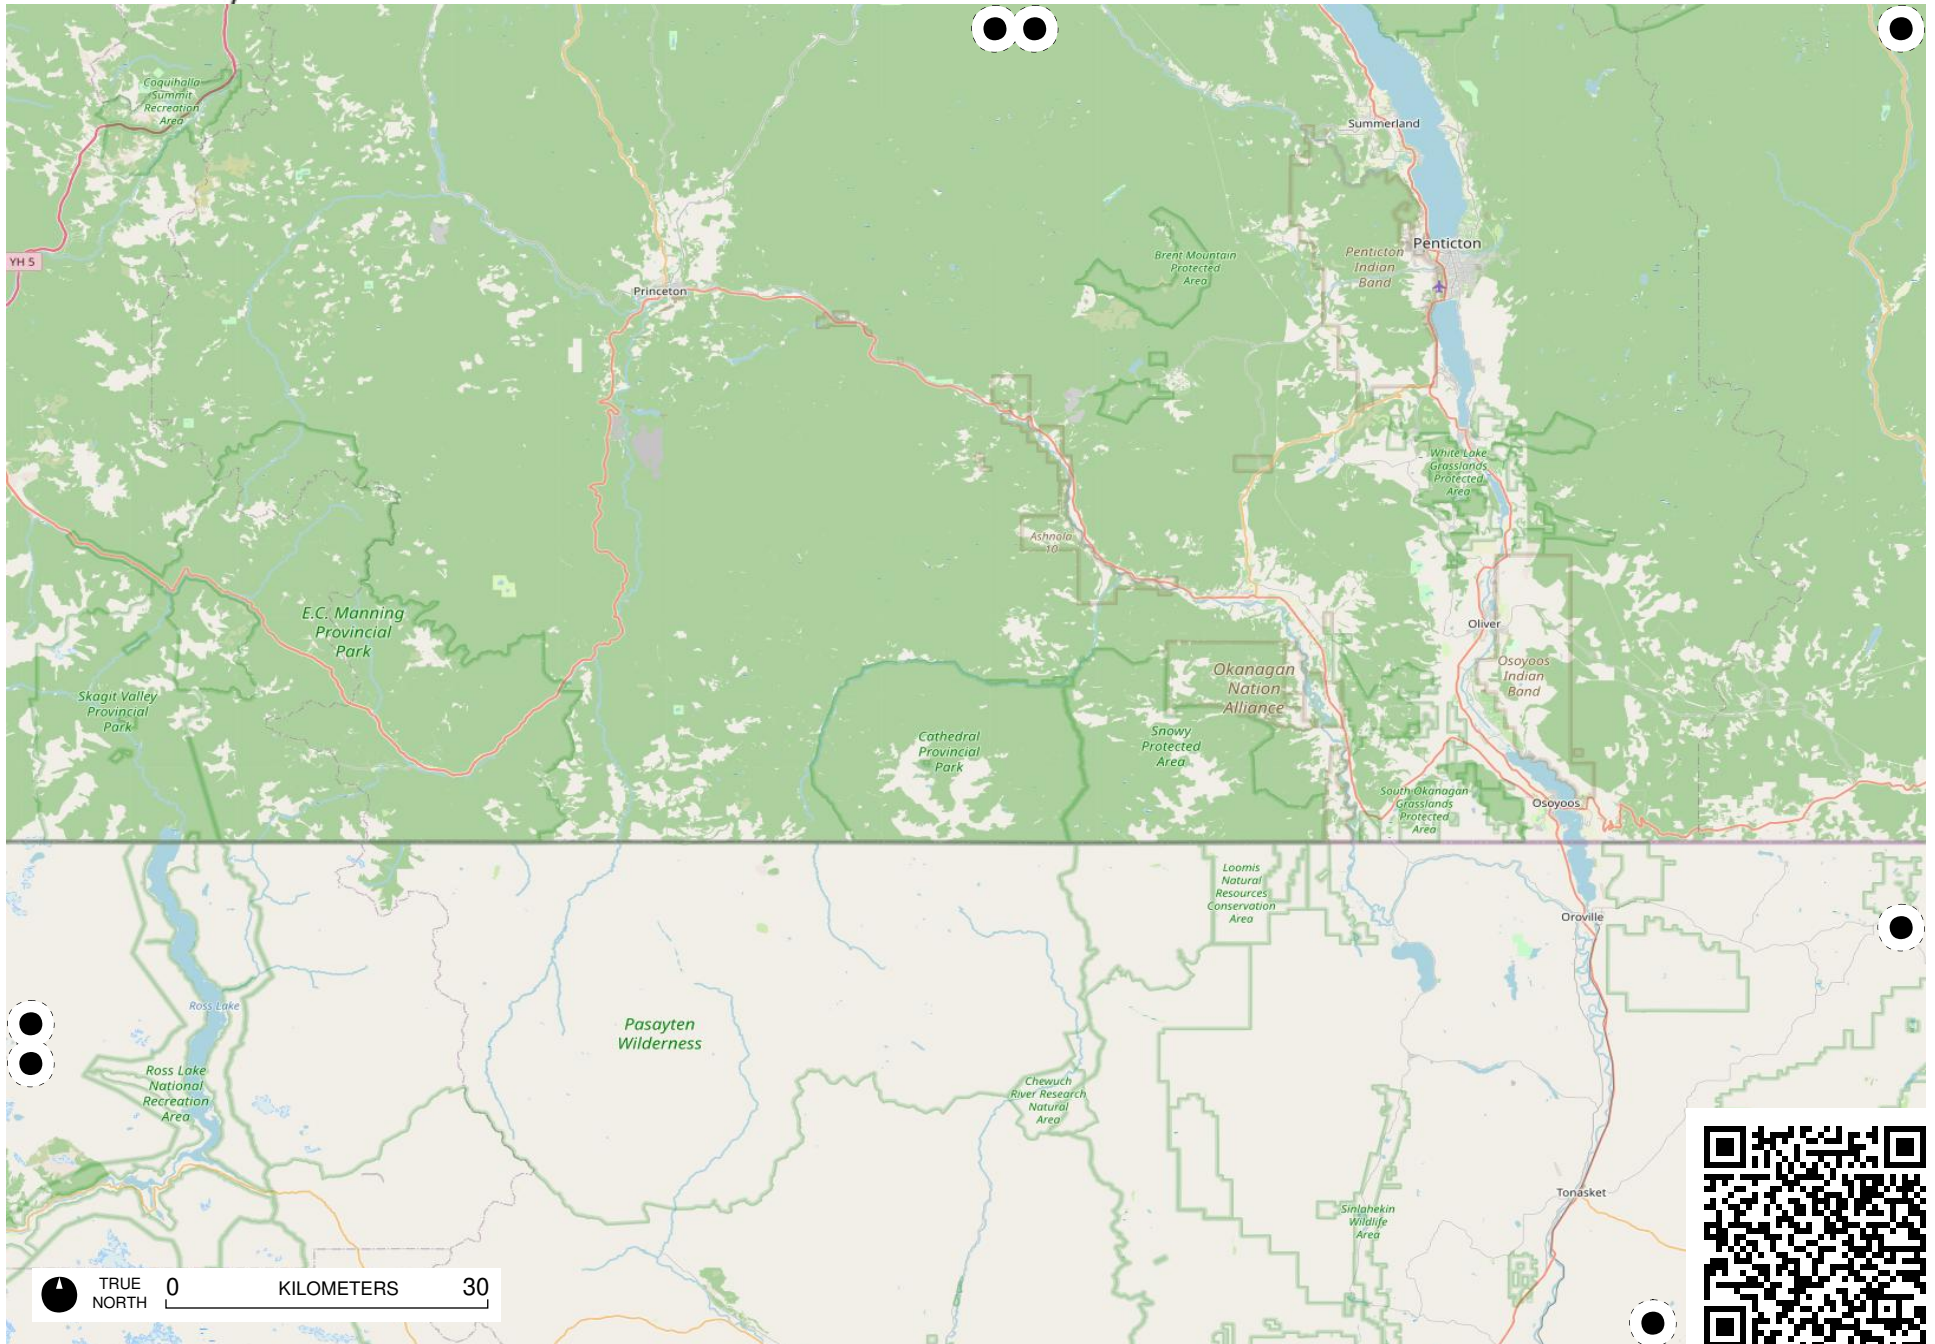 Coquihalla
Summit
Recreation
Area
Summerland
YH 5
Penticton
Penticton
Indian
Band
Brent Mountain
Protected
Area
Princeton
White Lake
Grasslands
Protected
Area
Ashnola
10
E.C. Manning
Provincial
Park
Oliver
Osoyoos
Indian
Band
Okanagan
Nation
Alliance
Skagit Valley
Provincial
Park
Cathedral
Provincial
Park
Snowy
Protected
Area
South Okanagan
Grasslands
Protected
Area
Osoyoos
Loomis
Natural
Resources
Conservation
Area
Oroville
Ross Lake
Pasayten
Wilderness
Ross Lake
National
Recreation
Area
Chewuch
River Research
Natural
Area
Tonasket
Sinlahekin
Wildlife
Area
TRUE
NORTH
0 KILOMETERS 30